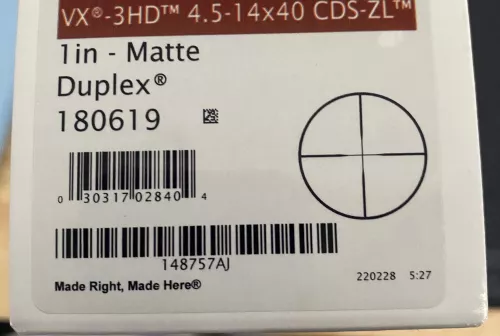 VX®-3HD™ 4.5-14x40 CDS-ZL™
1in - Matte
Duplex®
180619
0 30317 02840 4
148757AJ
Made Right, Made Here®
220228 5:27